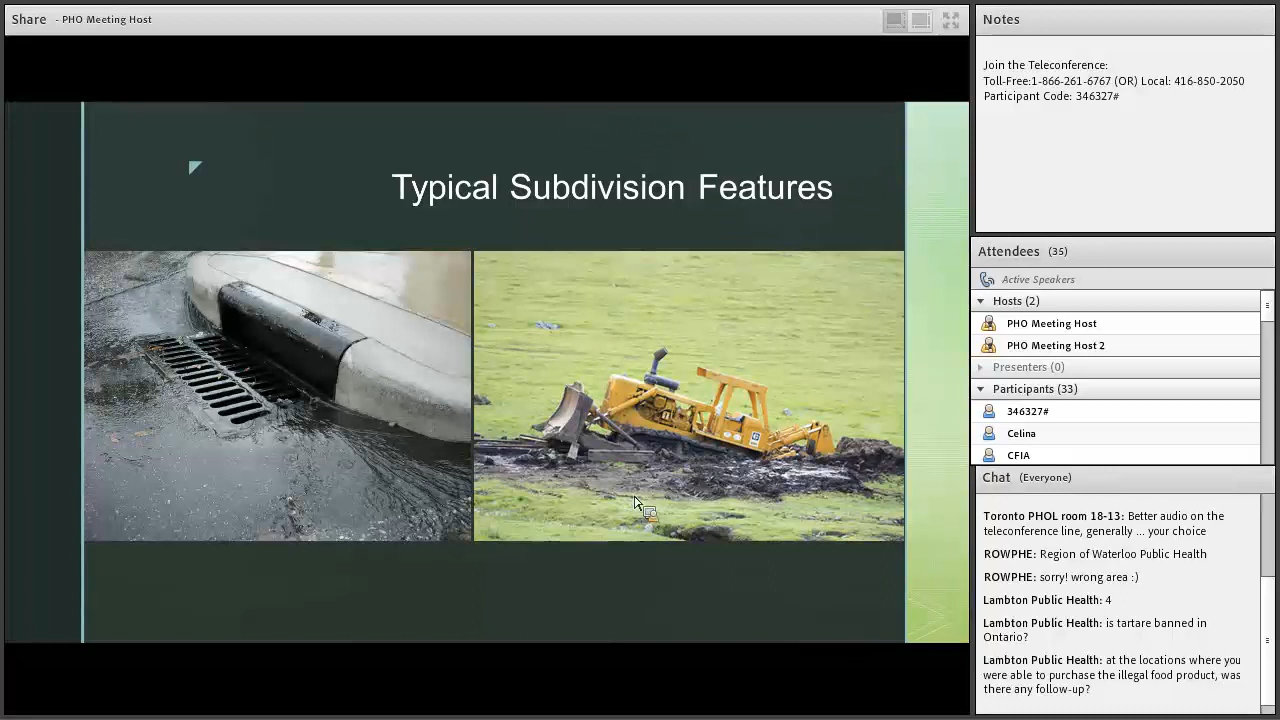 Share - PHO Meeting Host
Typical Subdivision Features
Notes
Join the Teleconference:
Toll-Free:1-866-261-6767 (OR) Local: 416-850-2050
Participant Code: 346327#
Attendees (35)
Active Speakers
Hosts (2)
PHO Meeting Host
PHO Meeting Host 2
Presenters (0)
Participants (33)
346327#
Celina
CFIA
Chat (Everyone)
Toronto PHOL room 18-13: Better audio on the
teleconference line, generally ... your choice
ROWPHE: Region of Waterloo Public Health
ROWPHE: sorry! wrong area :)
Lambton Public Health: 4
Lambton Public Health: is tartare banned in
Ontario?
Lambton Public Health: at the locations where you
were able to purchase the illegal food product, was
there any follow-up?